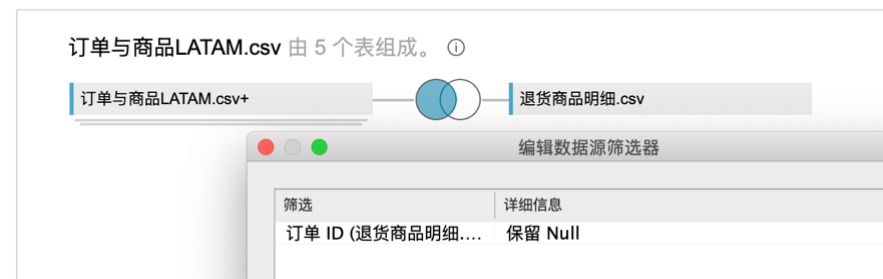 订单与商品LATAM.csv 由 5 个表组成。
订单与商品LATAM.csv+ 退货商品明细.csv
编辑数据源筛选器
筛选 详细信息
订单 ID (退货商品明细.... 保留 Null